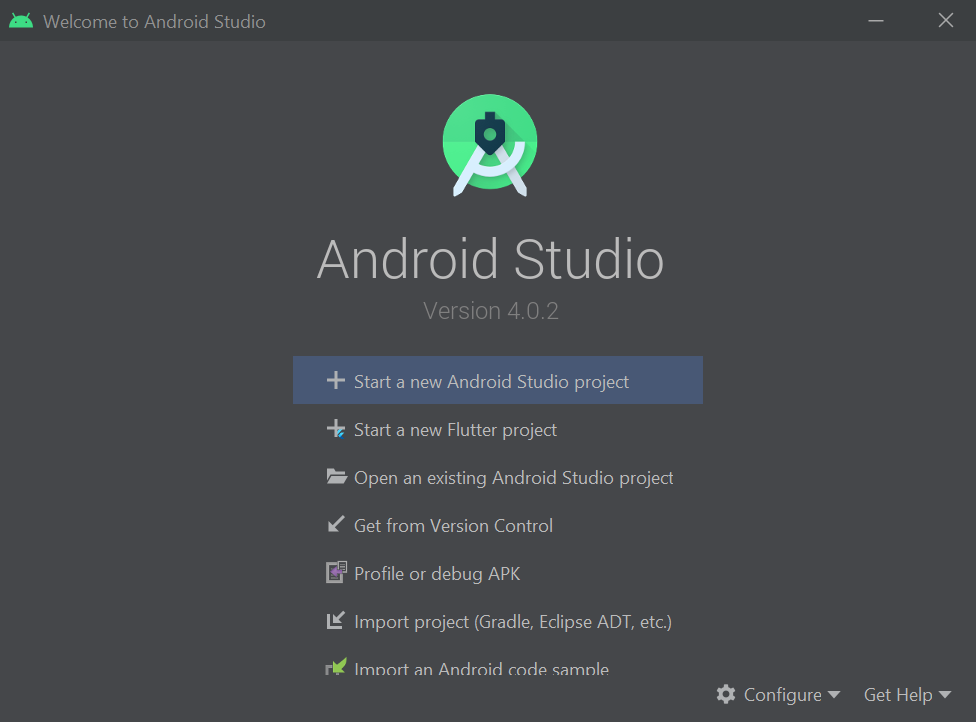 Welcome to Android Studio
Android Studio
Version 4.0.2
Start a new Android Studio project
Start a new Flutter project
Open an existing Android Studio project
Get from Version Control
Profile or debug APK
Import project (Gradle, Eclipse ADT, etc.)
Import an Android code sample
Configure
Get Help